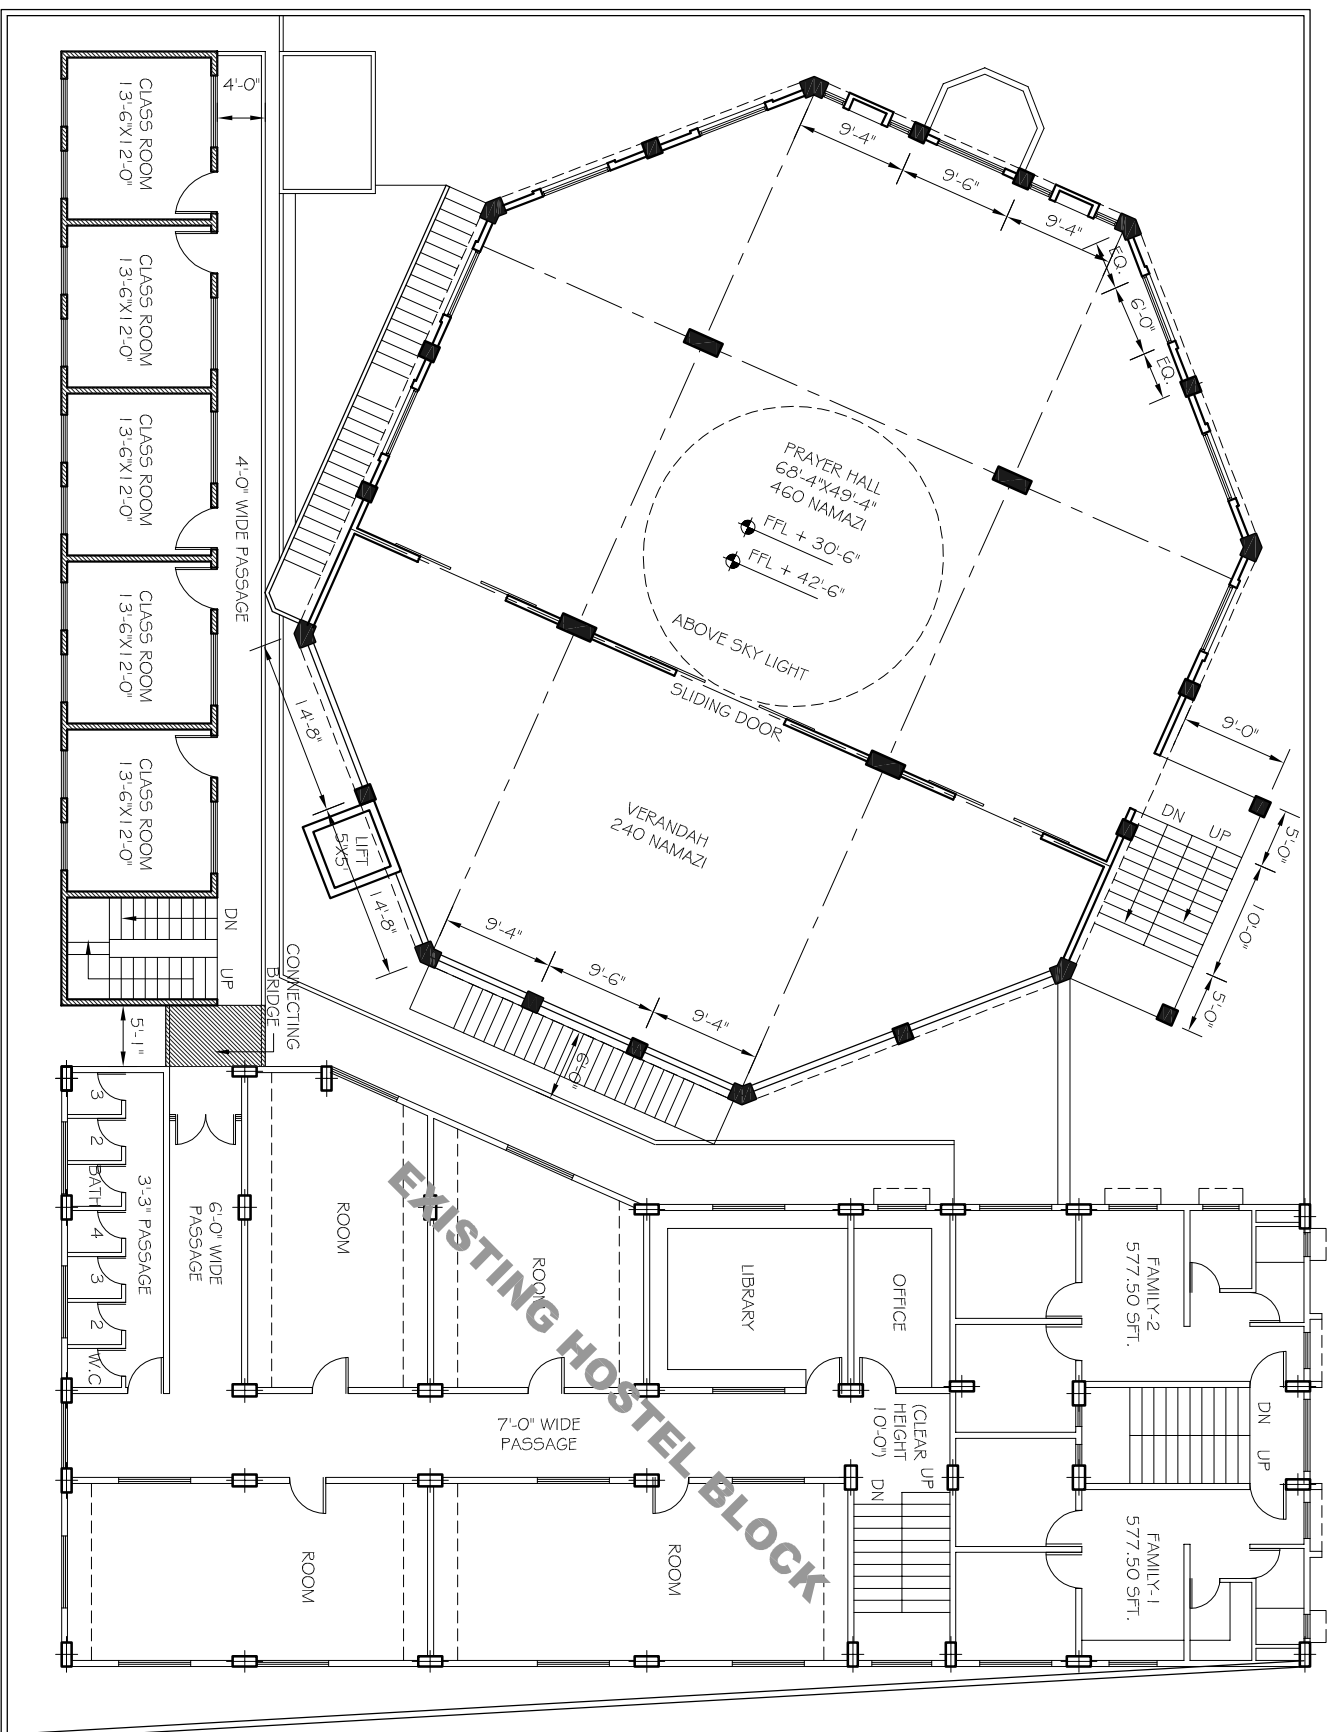 CLASS ROOM
13'-6"X12'-0"
CLASS ROOM
13'-6"X12'-0"
CLASS ROOM
13'-6"X12'-0"
CLASS ROOM
13'-6"X12'-0"
CLASS ROOM
13'-6"X12'-0"
4'-0"
4'-0" WIDE PASSAGE
DN
UP
CONNECTING
BRIDGE
5'-1"
9'-4"
9'-6"
9'-4"
EQ.
6'-0"
EQ.
PRAYER HALL
68'-4"X49'-4"
460 NAMAZI
FFL + 30'-6"
FFL + 42'-6"
ABOVE SKY LIGHT
SLIDING DOOR
VERANDAH
240 NAMAZI
9'-0"
DN
UP
5'-0"
10'-0"
5'-0"
14'-8"
LIFT
5'X5'
14'-8"
9'-4"
9'-6"
9'-4"
6'-0"
3
2
BATH
4
3
2
W.C
3'-3" PASSAGE
6'-0" WIDE
PASSAGE
ROOM
ROOM
LIBRARY
OFFICE
FAMILY-2
577.50 SFT.
EXISTING HOSTEL BLOCK
7'-0" WIDE
PASSAGE
(CLEAR
HEIGHT
10'-0")
UP
DN
DN
UP
FAMILY-1
577.50 SFT.
ROOM
ROOM